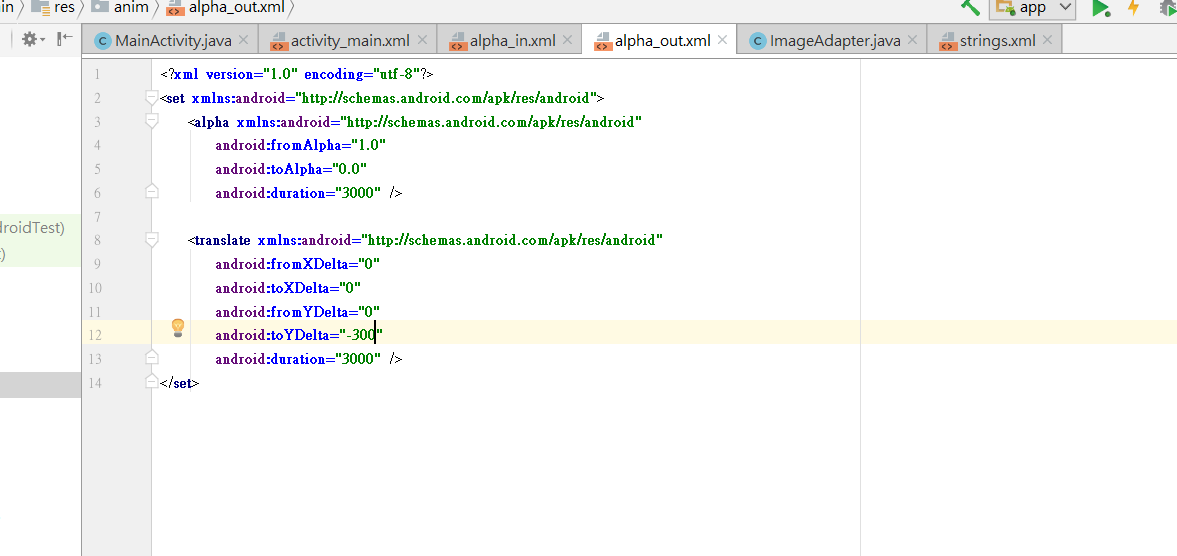 in res anim alpha_out.xml app
MainActivity.java activity_main.xml alpha_in.xml alpha_out.xml ImageAdapter.java strings.xml
1 <?xml version="1.0" encoding="utf-8"?>
2 <set xmlns:android="http://schemas.android.com/apk/res/android">
3 <alpha xmlns:android="http://schemas.android.com/apk/res/android"
4 android:fromAlpha="1.0"
5 android:toAlpha="0.0"
6 android:duration="3000" />
7
droidTest)
8 <translate xmlns:android="http://schemas.android.com/apk/res/android"
)
9 android:fromXDelta="0"
10 android:toXDelta="0"
11 android:fromYDelta="0"
12 android:toYDelta="-300"
13 android:duration="3000" />
14 </set>